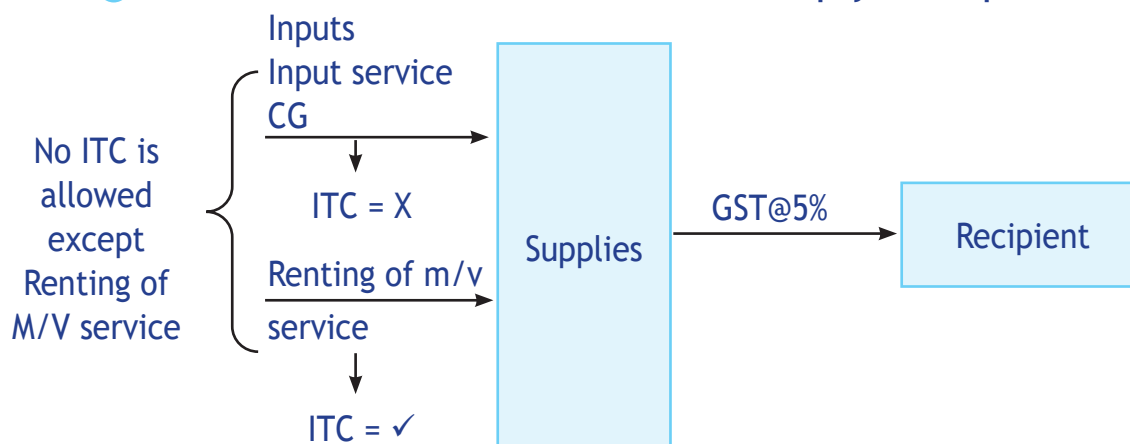 Inputs
Input service
CG
No ITC is
allowed
except
Renting of
M/V service
ITC = X
Renting of m/v
service
ITC = ✓
Supplies
GST@5%
Recipient